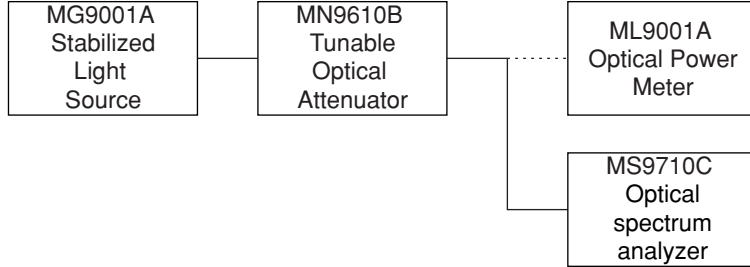 MG9001A
Stabilized
Light
Source
MN9610B
Tunable
Optical
Attenuator
ML9001A
Optical Power
Meter
MS9710C
Optical
spectrum
analyzer